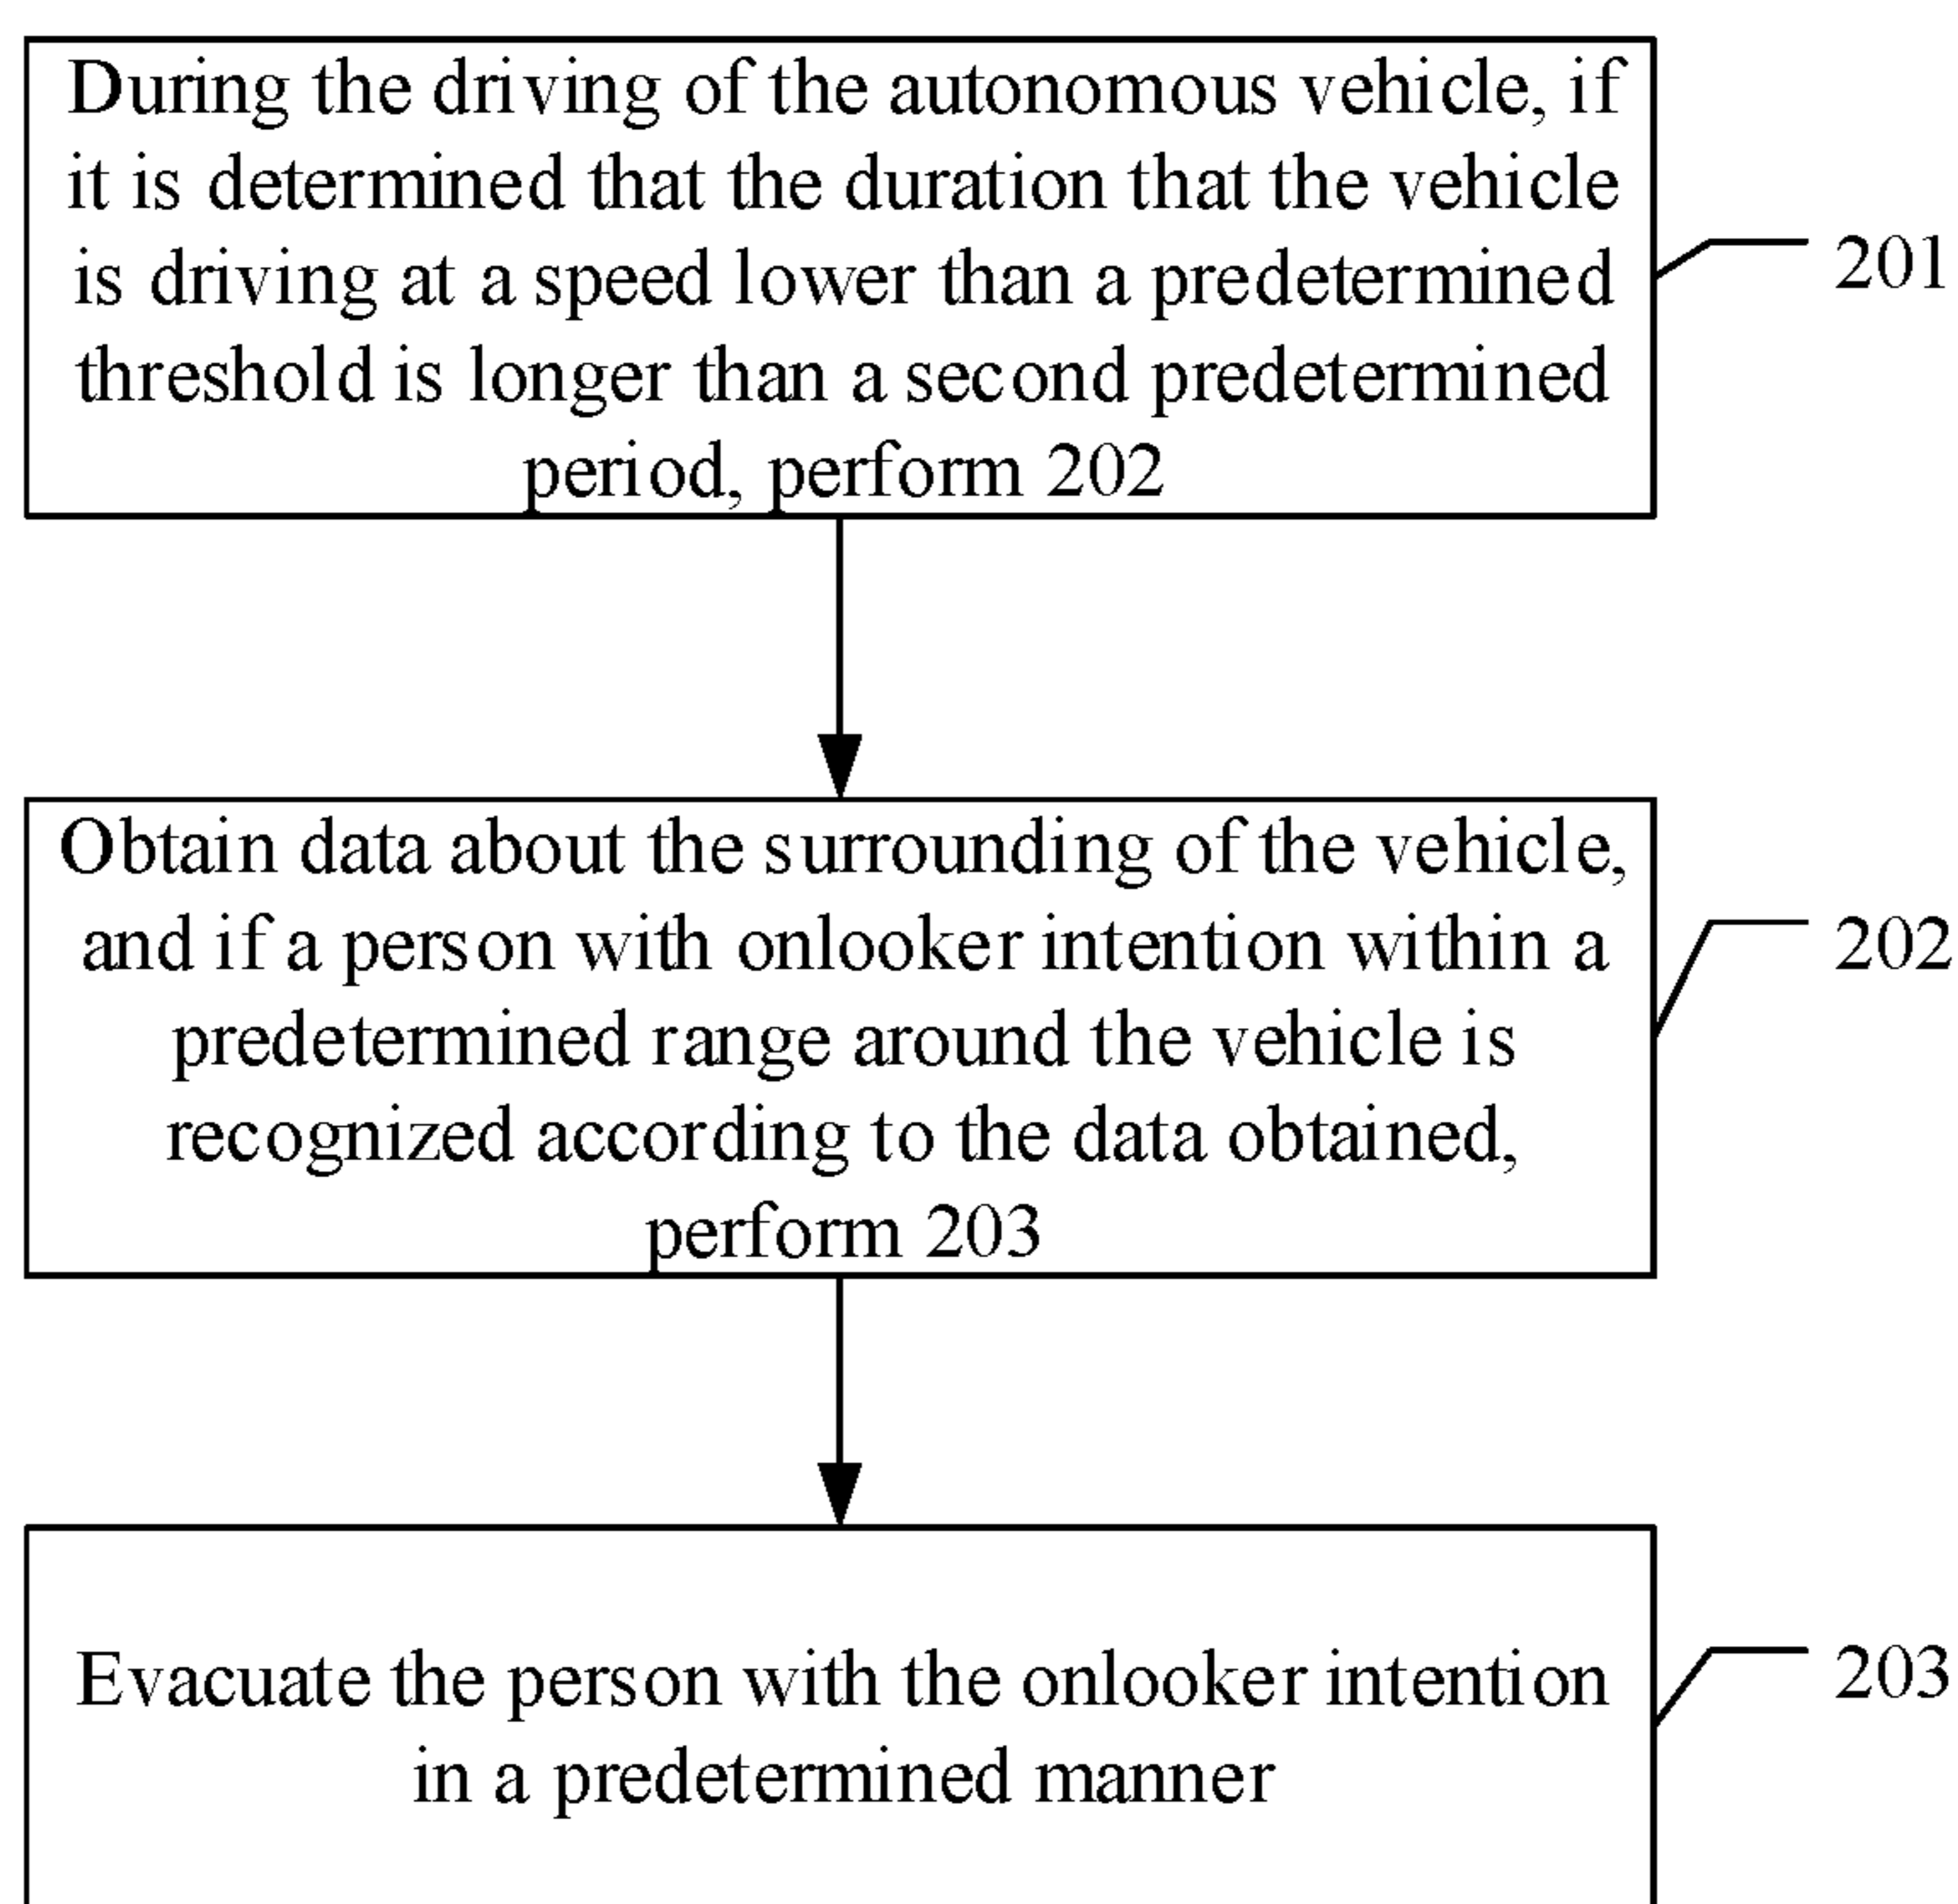 During the driving of the autonomous vehicle, if
it is determined that the duration that the vehicle
is driving at a speed lower than a predetermined
threshold is longer than a second predetermined
period, perform 202
201
Obtain data about the surrounding of the vehicle,
and if a person with onlooker intention within a
predetermined range around the vehicle is
recognized according to the data obtained,
perform 203
202
Evacuate the person with the onlooker intention
in a predetermined manner
203